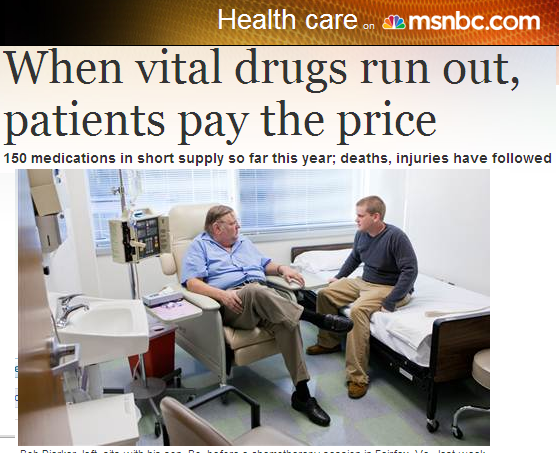 Health care on msnbc.com
When vital drugs run out,
patients pay the price
150 medications in short supply so far this year; deaths, injuries have followed